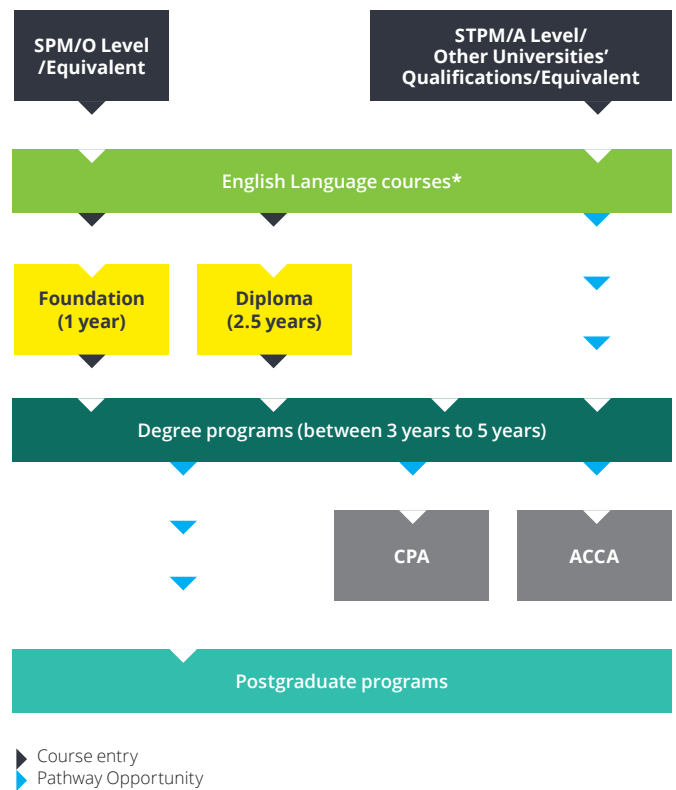 SPM/O Level
/Equivalent
STPM/A Level/
Other Universities’
Qualifications/Equivalent
English Language courses*
Foundation
(1 year)
Diploma
(2.5 years)
Degree programs (between 3 years to 5 years)
CPA
ACCA
Postgraduate programs
Course entry
Pathway Opportunity